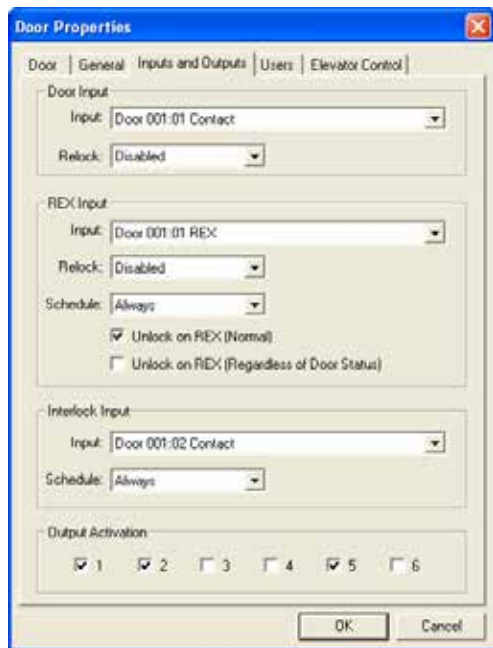 Door Properties
Door General Inputs and Outputs Users Elevator Control
Door Input
Input: Door 001:01 Contact
Relock: Disabled
REX Input
Input: Door 001:01 REX
Relock: Disabled
Schedule: Always
Unlock on REX (Normal)
Unlock on REX (Regardless of Door Status)
Interlock Input
Input: Door 001:02 Contact
Schedule: Always
Output Activation
1 2 3 4 5 6
OK Cancel